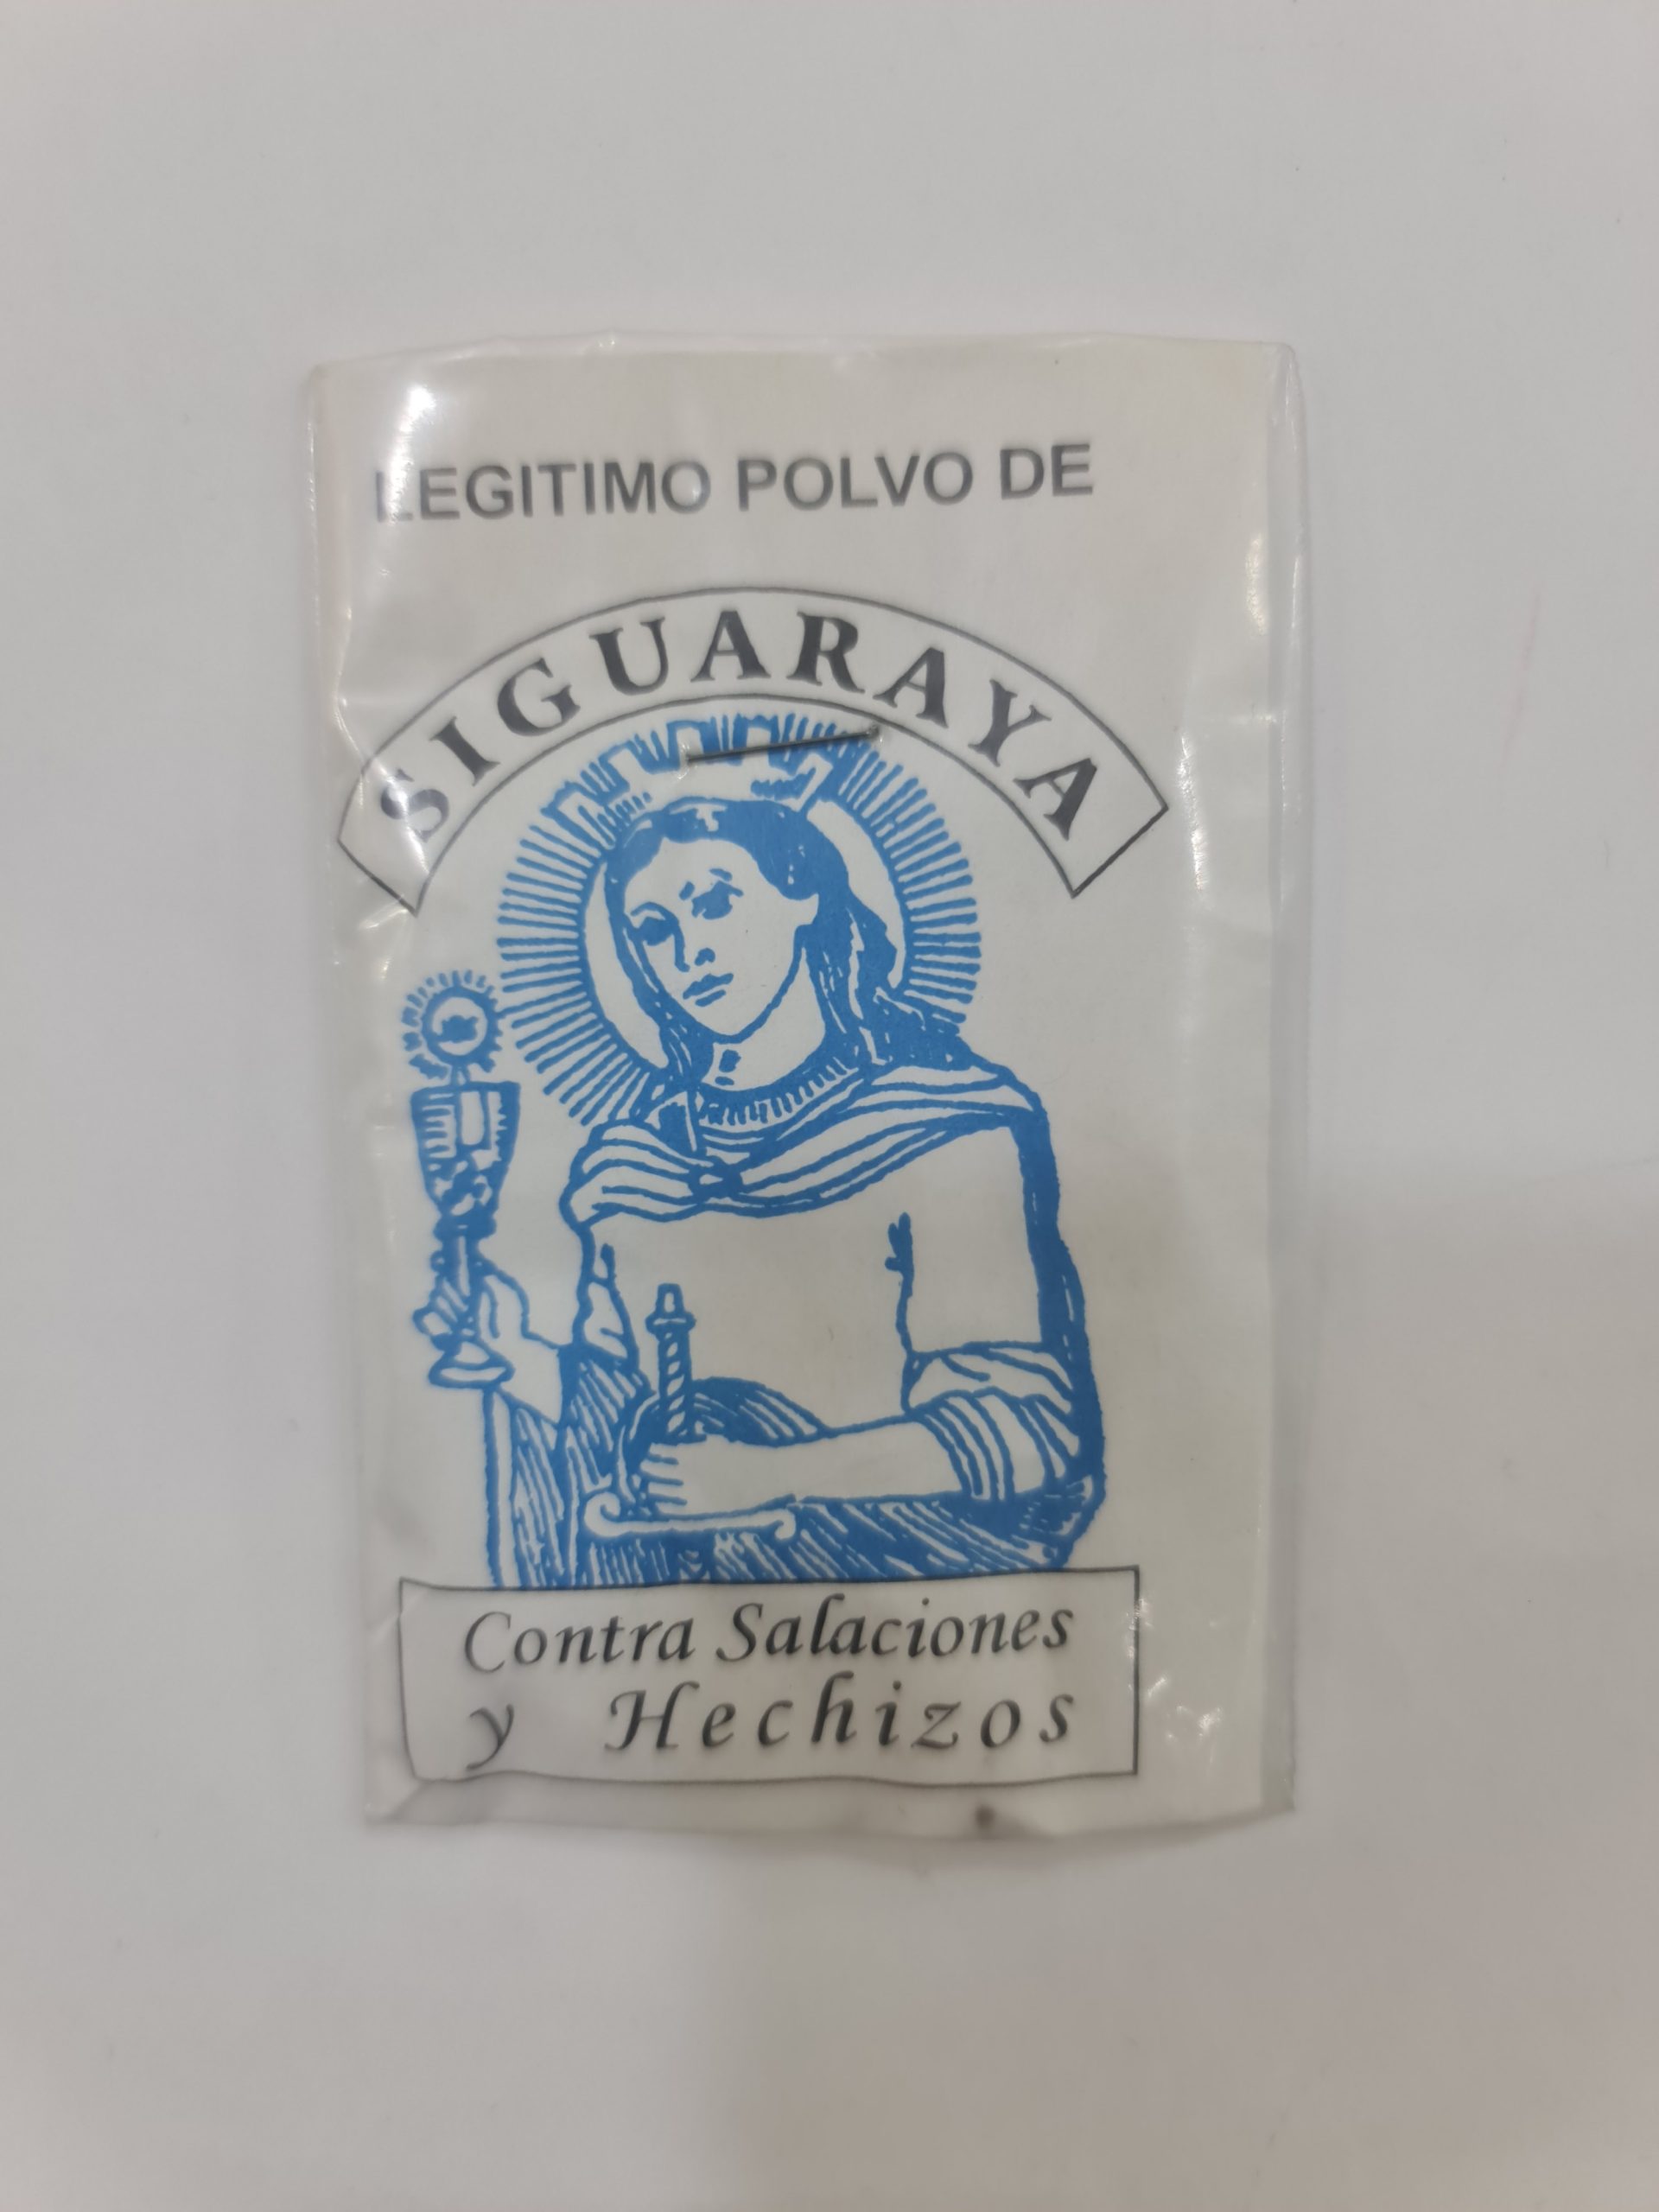 LEGITIMO POLVO DE
SIGUARAYA
Contra Salaciones
y Hechizos